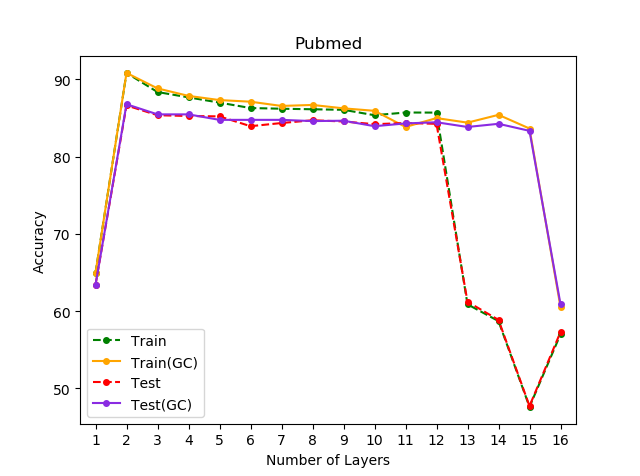 Pubmed
90
80
70
60
50
Accuracy
Train
Train(GC)
Test
Test(GC)
1 2 3 4 5 6 7 8 9 10 11 12 13 14 15 16
Number of Layers